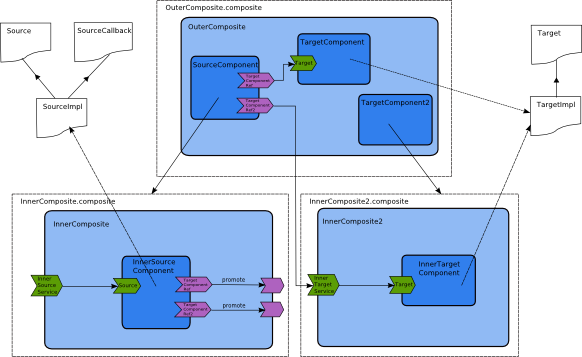 OuterComposite.composite
Source
SourceCallback
OuterComposite
TargetComponent
Target
SourceComponent
Target
Target
Component
Ref
Target
Component
Ref2
TargetComponent2
SourceImpl
TargetImpl
InnerComposite.composite
InnerComposite2.composite
InnerComposite
InnerComposite2
InnerSource
Component
InnerTarget
Component
Inner
Source
Service
Source
Target
Component
Ref
promote
Target
Component
Ref2
promote
Inner
Target
Service
Target